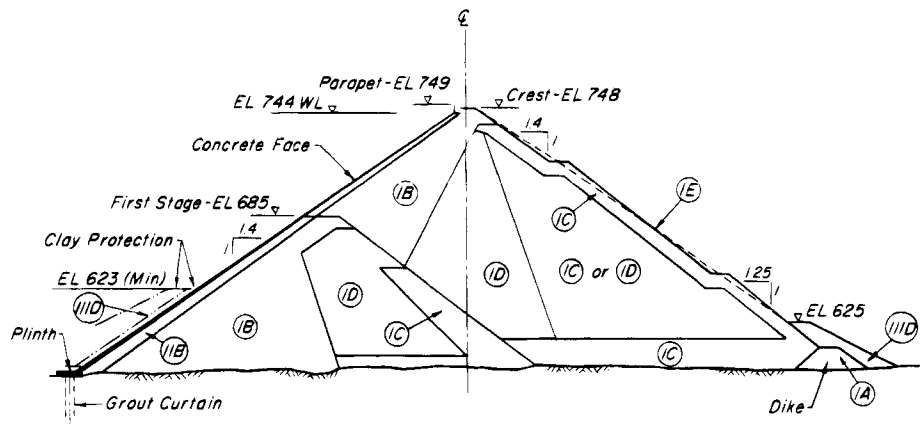 ℄
Parapet-EL 749
EL 744 WL
Crest-EL 748
1.4
1
Concrete Face
First Stage-EL 685
1.4
1
IB
IC
IE
Clay Protection
EL 623 (Min)
IIID
ID
ID
IC or ID
1.25
1
EL 625
IB
IC
IIID
Plinth
IIB
IC
Dike
IA
Grout Curtain